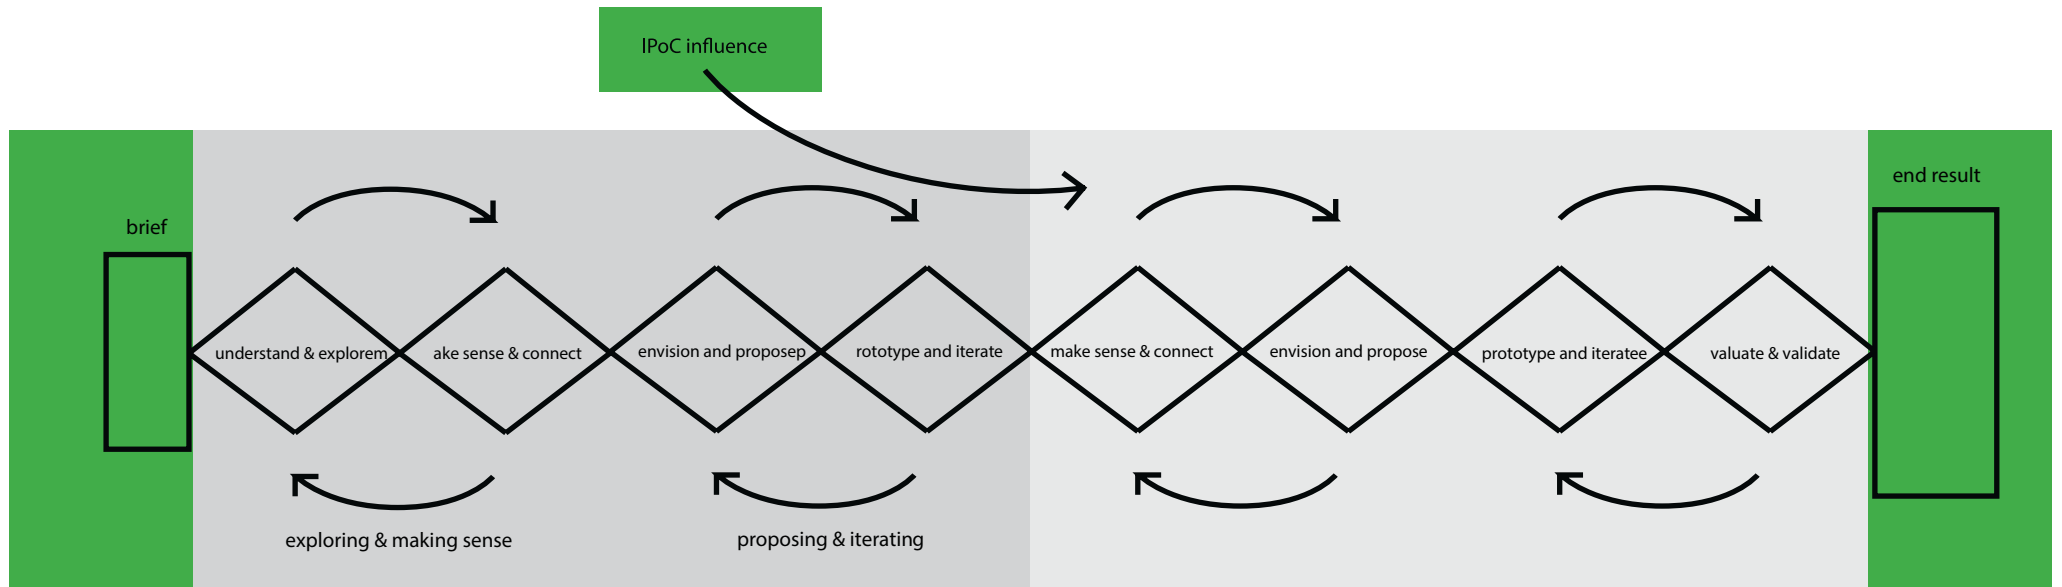 IPoC influence
end result
brief
understand & explorem
ake sense & connect
envision and proposep
rototype and iterate
make sense & connect
envision and propose
prototype and iteratee
valuate & validate
exploring & making sense
proposing & iterating